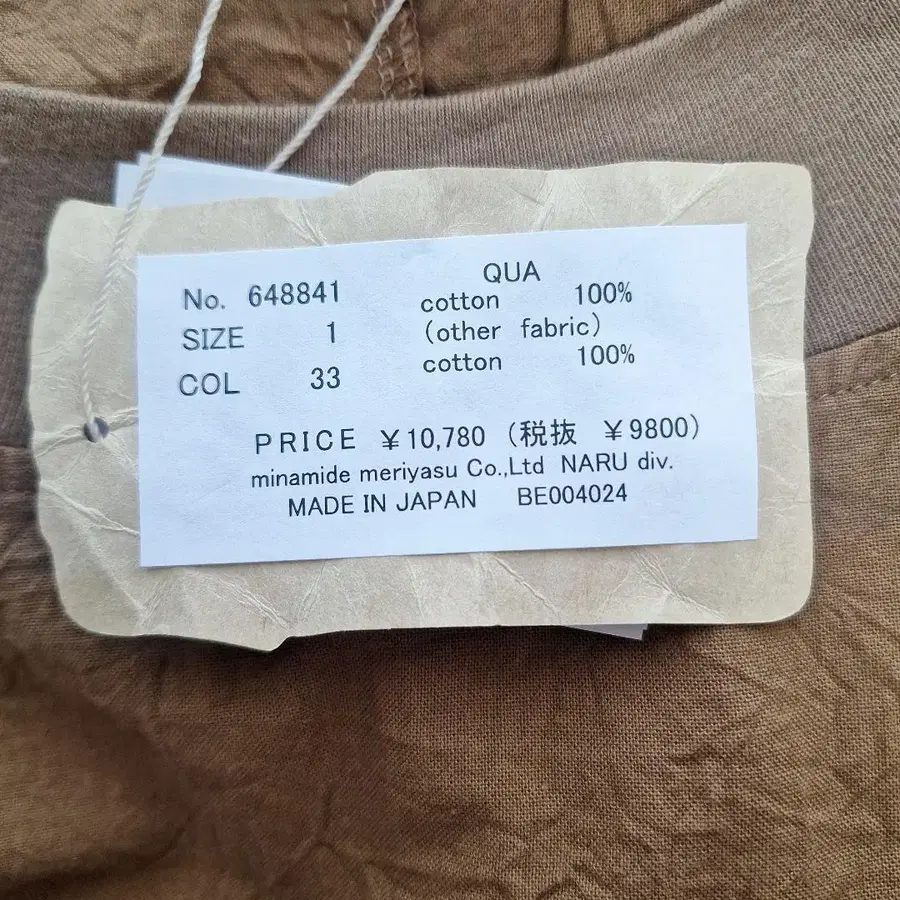 QUA
No. 648841 cotton 100%
SIZE 1 (other fabric)
COL 33 cotton 100%
PRICE ¥10,780 (税抜 ¥9800)
minamide meriyasu Co.,Ltd NARU div.
MADE IN JAPAN BE004024